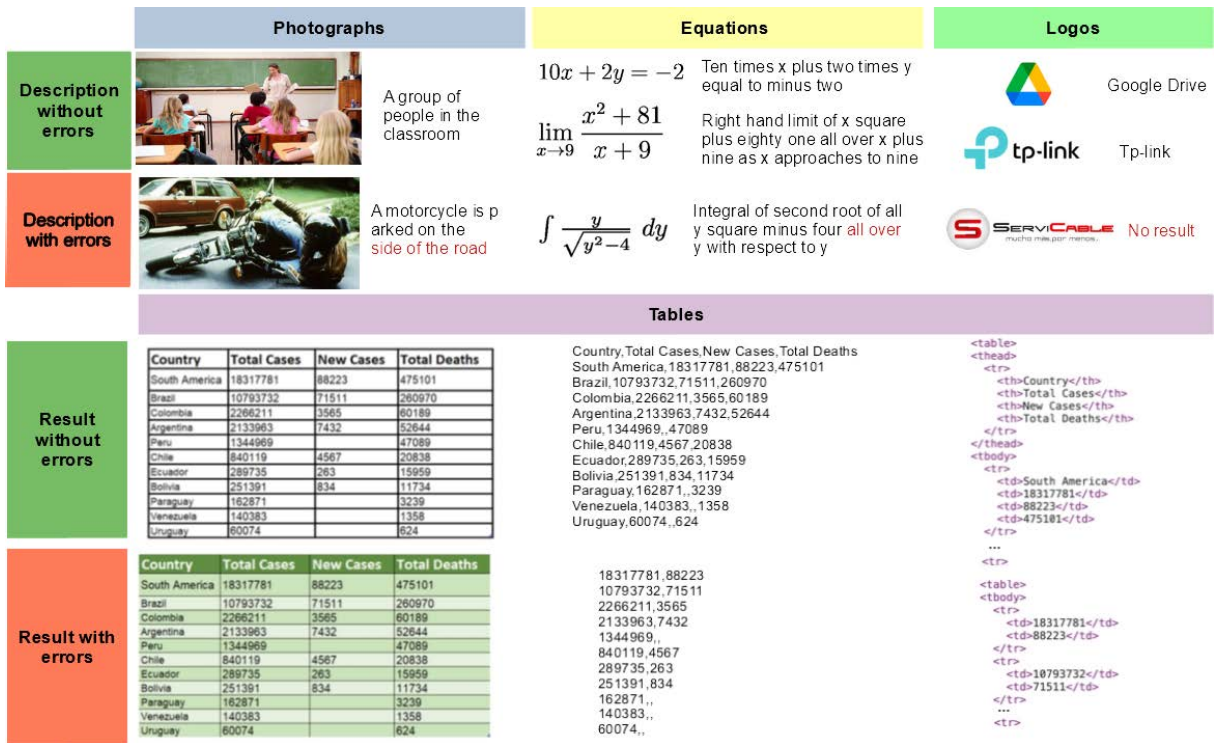 Photographs
Equations
Logos
Description
without
errors
A group of
people in the
classroom
10x + 2y = −2
Ten times x plus two times y
equal to minus two
lim x→9 x² + 81 / x + 9
Right hand limit of x square
plus eighty one all over x plus
nine as x approaches to nine
Google Drive
tp-link
Tp-link
Description
with errors
A motorcycle is p
arked on the
side of the road
∫ y / √y²−4 dy
Integral of second root of all
y square minus four all over
y with respect to y
S SERVICABLE
mucho más por menos..
No result
Tables
Result
without
errors
Country Total Cases New Cases Total Deaths
South America 18317781 88223 475101
Brazil 10793732 71511 260970
Colombia 2266211 3565 60189
Argentina 2133963 7432 52644
Peru 1344969 47089
Chile 840119 4567 20838
Ecuador 289735 263 15959
Bolivia 251391 834 11734
Paraguay 162871 3239
Venezuela 140383 1358
Uruguay 60074 624
Country,Total Cases,New Cases,Total Deaths
South America,18317781,88223,475101
Brazil,10793732,71511,260970
Colombia,2266211,3565,60189
Argentina,2133963,7432,52644
Peru,1344969,,47089
Chile,840119,4567,20838
Ecuador,289735,263,15959
Bolivia,251391,834,11734
Paraguay,162871,,3239
Venezuela,140383,,1358
Uruguay,60074,,624
<table>
<thead>
<tr>
<th>Country</th>
<th>Total Cases</th>
<th>New Cases</th>
<th>Total Deaths</th>
</tr>
</thead>
<tbody>
<tr>
<td>South America</td>
<td>18317781</td>
<td>88223</td>
<td>475101</td>
</tr>
...
<tr>
Result with
errors
Country Total Cases New Cases Total Deaths
South America 18317781 88223 475101
Brazil 10793732 71511 260970
Colombia 2266211 3565 60189
Argentina 2133963 7432 52644
Peru 1344969 47089
Chile 840119 4567 20838
Ecuador 289735 263 15959
Bolivia 251391 834 11734
Paraguay 162871 3239
Venezuela 140383 1358
Uruguay 60074 624
18317781,88223
10793732,71511
2266211,3565
2133963,7432
1344969,,
840119,4567
289735,263
251391,834
162871,,
140383,,
60074,,
<table>
<tbody>
<tr>
<td>18317781</td>
<td>88223</td>
</tr>
<tr>
<td>10793732</td>
<td>71511</td>
</tr>
...
<tr>